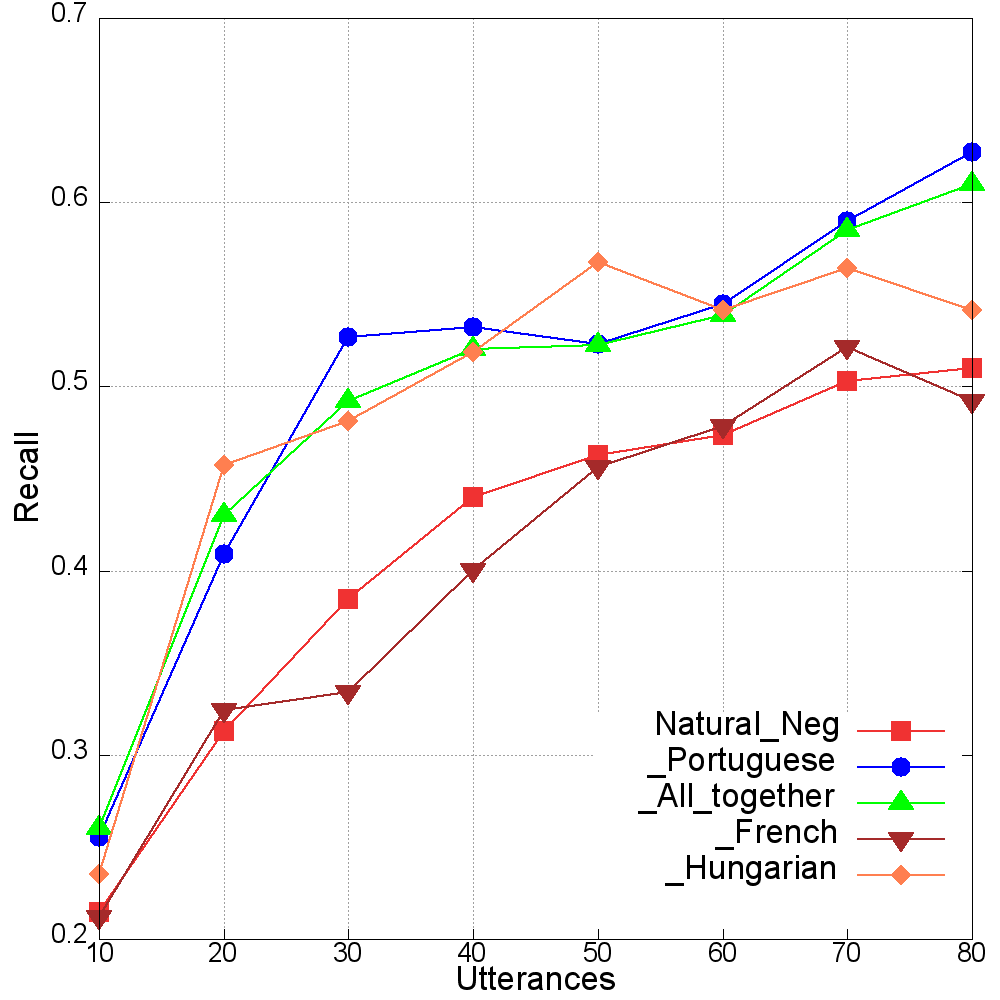 0.7
0.6
0.5
0.4
0.3
0.2
Recall
10 20 30 40 50 60 70 80
Utterances
Natural_Neg
_Portuguese
_All_together
_French
_Hungarian